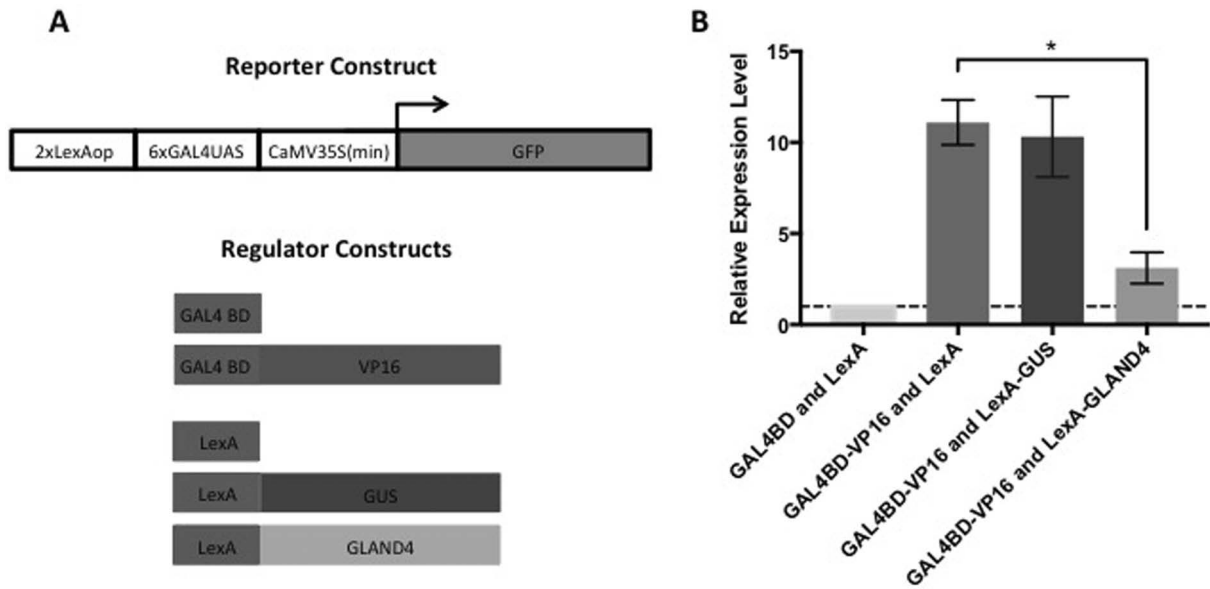 A
Reporter Construct
2xLexAop 6xGAL4UAS CaMV35S(min) GFP
Regulator Constructs
GAL4 BD
GAL4 BD VP16
LexA
LexA GUS
LexA GLAND4
B
*
Relative Expression Level
15
10
5
0
GAL4BD and LexA
GAL4BD-VP16 and LexA
GAL4BD-VP16 and LexA-GUS
GAL4BD-VP16 and LexA-GLAND4